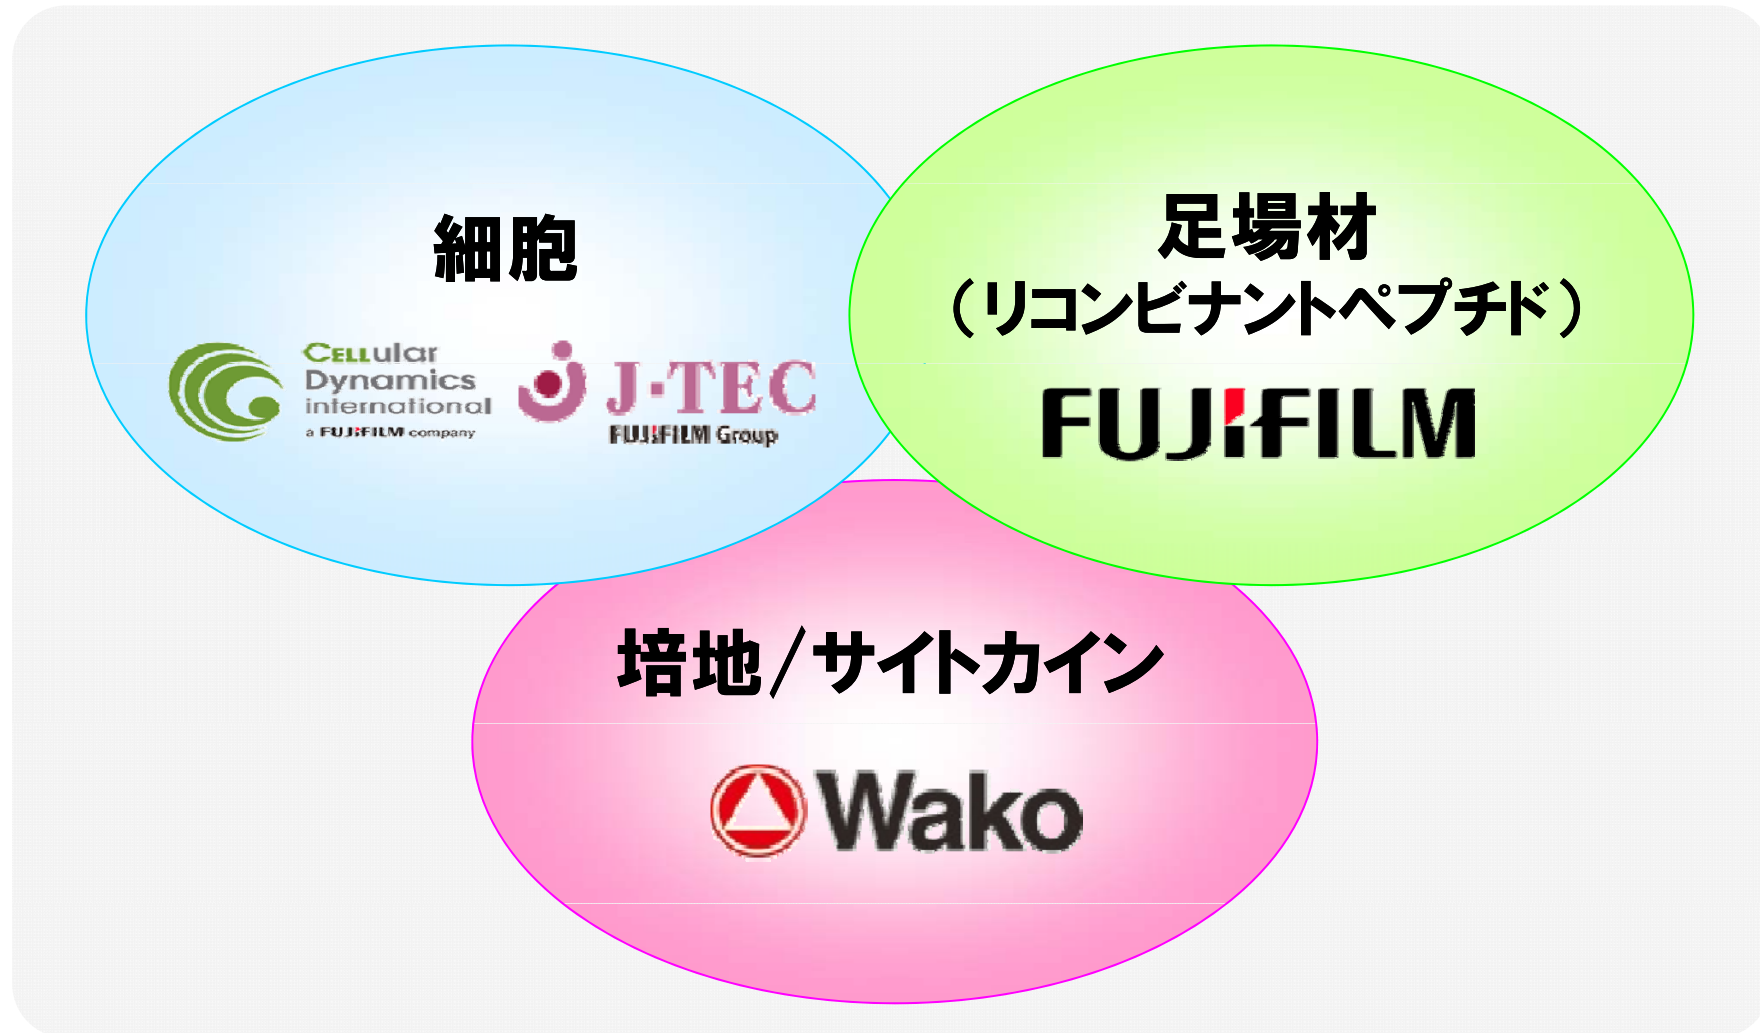 細胞
CELLular
Dynamics
international
a FUJIFILM company
J-TEC
FUJIFILM Group
足場材
（リコンビナントペプチド）
FUJIFILM
培地/サイトカイン
Wako